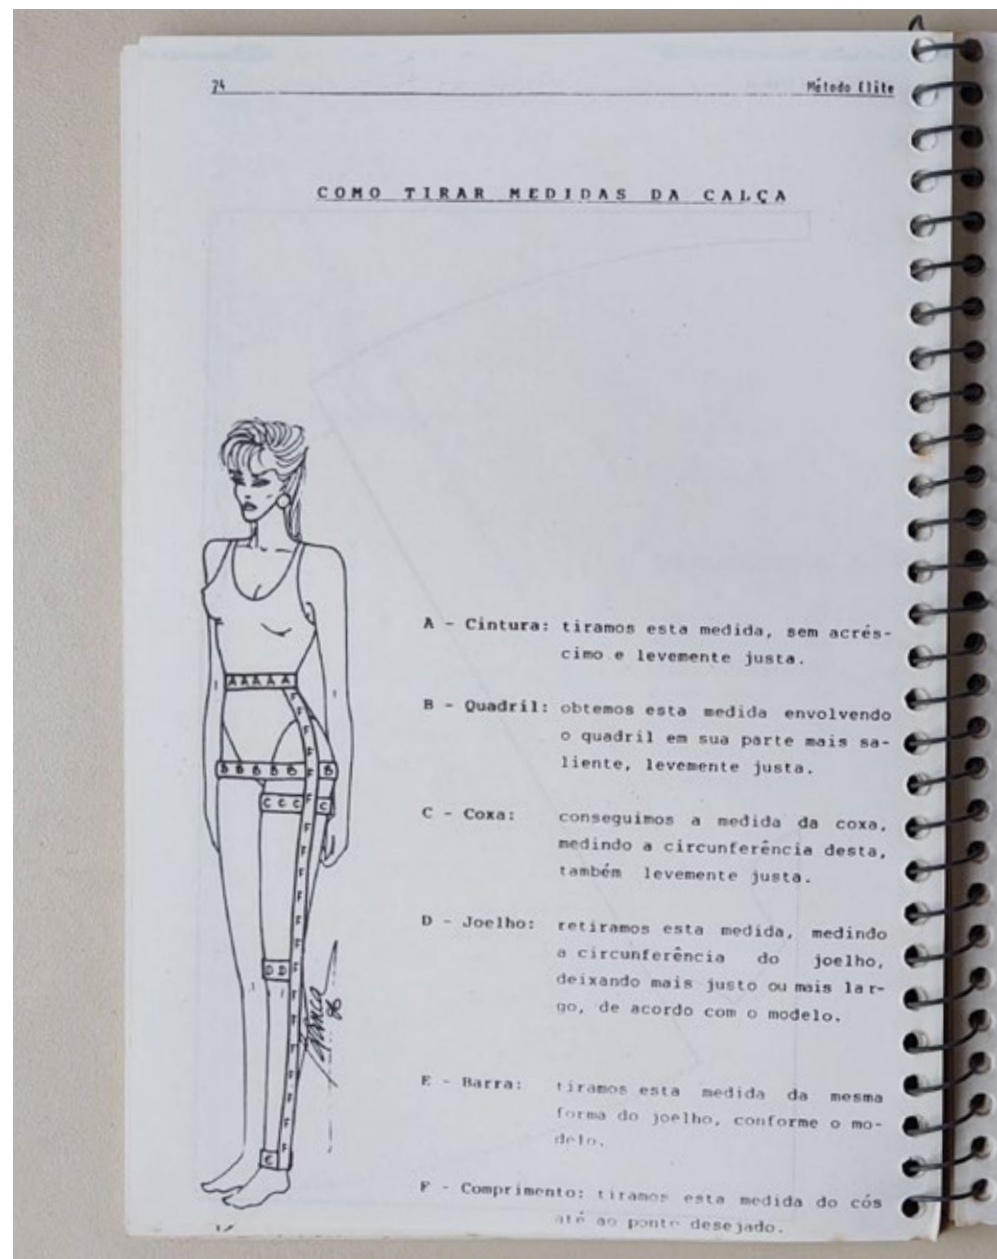 24
Método Elite
COMO TIRAR MEDIDAS DA CALÇA
A - Cintura: tiramos esta medida, sem acrés-
cimo e levemente justa.
B - Quadril: obtemos esta medida envolvendo
o quadril em sua parte mais sa-
liente, levemente justa.
C - Coxa: conseguimos a medida da coxa,
medindo a circunferência desta,
também levemente justa.
D - Joelho: retiramos esta medida, medindo
a circunferência do joelho,
deixando mais justo ou mais lar-
go, de acordo com o modelo.
E - Barra: tiramos esta medida da mesma
forma do joelho, conforme o mo-
delo.
F - Comprimento: tiramos esta medida do cós
até ao ponto desejado.
A A A A A
B B B B B B
C C C C
D D
F F F F F F F F
C
86